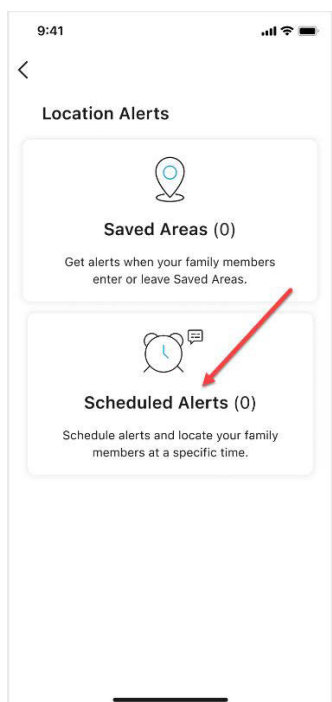 9:41
Location Alerts
Saved Areas (0)
Get alerts when your family members
enter or leave Saved Areas.
Scheduled Alerts (0)
Schedule alerts and locate your family
members at a specific time.